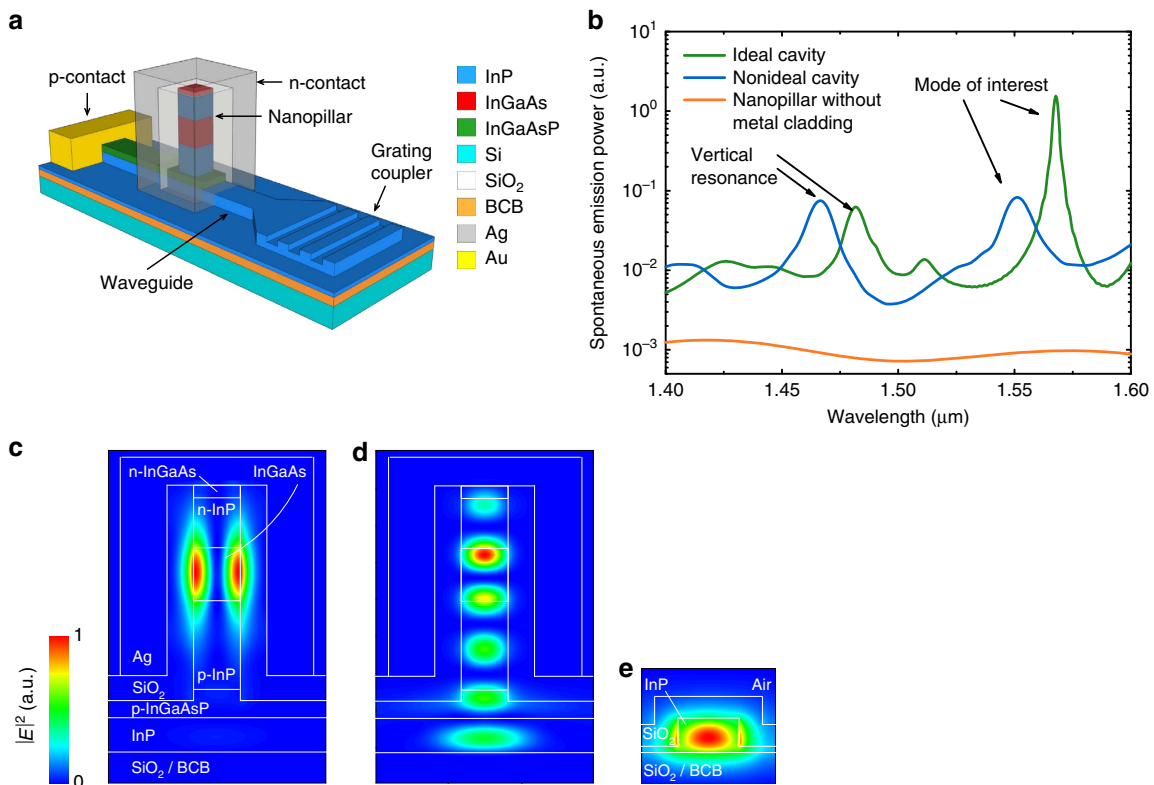 a
p-contact
n-contact
Nanopillar
Grating
coupler
Waveguide
InP
InGaAs
InGaAsP
Si
SiO2
BCB
Ag
Au
b
Spontaneous emission power (a.u.)
10^1
10^0
10^−1
10^−2
10^−3
Ideal cavity
Nonideal cavity
Nanopillar without
metal cladding
Mode of interest
Vertical
resonance
1.40
1.45
1.50
1.55
1.60
Wavelength (μm)
c
n-InGaAs
InGaAs
n-InP
Ag
p-InP
SiO2
p-InGaAsP
InP
SiO2 / BCB
1
|E|^2 (a.u.)
0
d
e
InP
Air
SiO2
SiO2 / BCB